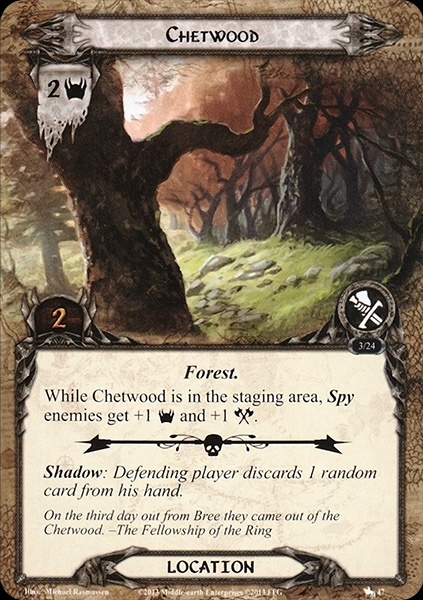 CHETWOOD
2
2
3/24
Forest.
While Chetwood is in the staging area, Spy
enemies get +1 and +1 .
Shadow: Defending player discards 1 random
card from his hand.
On the third day out from Bree they came out of the
Chetwood. –The Fellowship of the Ring
LOCATION
Illus. Michael Rasmussen ©2013 Middle-earth Enterprises ©2013 FFG 47